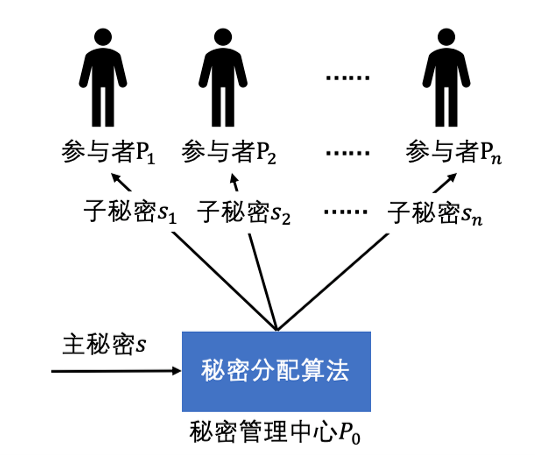 参与者P₁ 参与者P₂ …… 参与者Pₙ
子秘密s₁ 子秘密s₂ …… 子秘密sₙ
主秘密s
秘密分配算法
秘密管理中心P₀